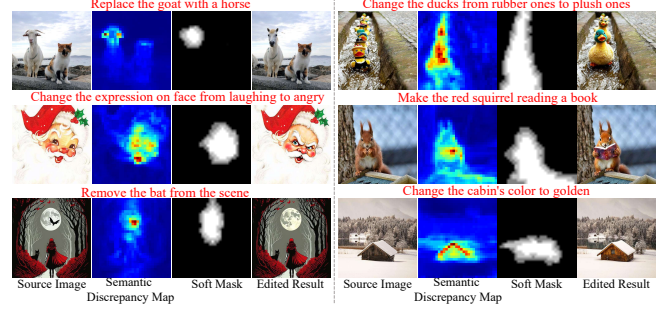 Replace the goat with a horse
Change the expression on face from laughing to angry
Remove the bat from the scene
Source Image
Semantic
Discrepancy Map
Soft Mask
Edited Result
Change the ducks from rubber ones to plush ones
Make the red squirrel reading a book
Change the cabin's color to golden
Source Image
Semantic
Discrepancy Map
Soft Mask
Edited Result